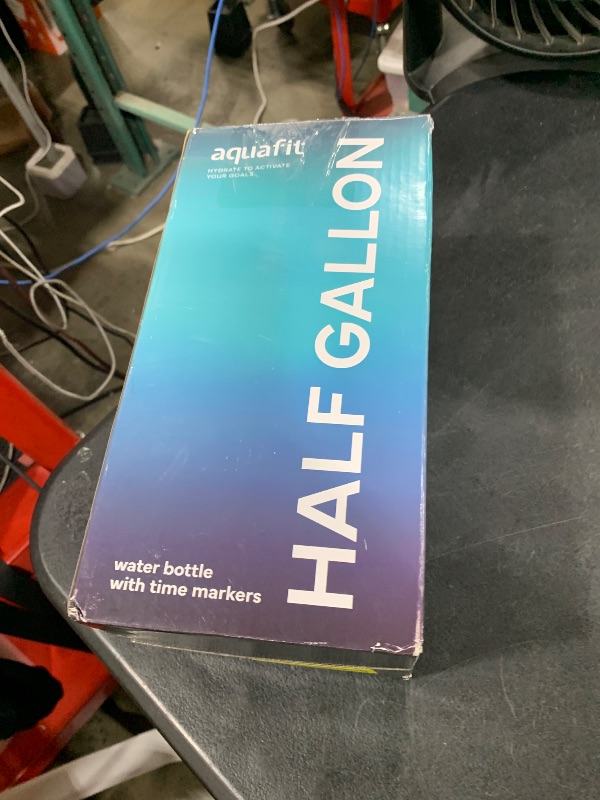 aquafit
HYDRATE TO ACTIVATE
YOUR GOALS.
HALF GALLON
water bottle
with time markers